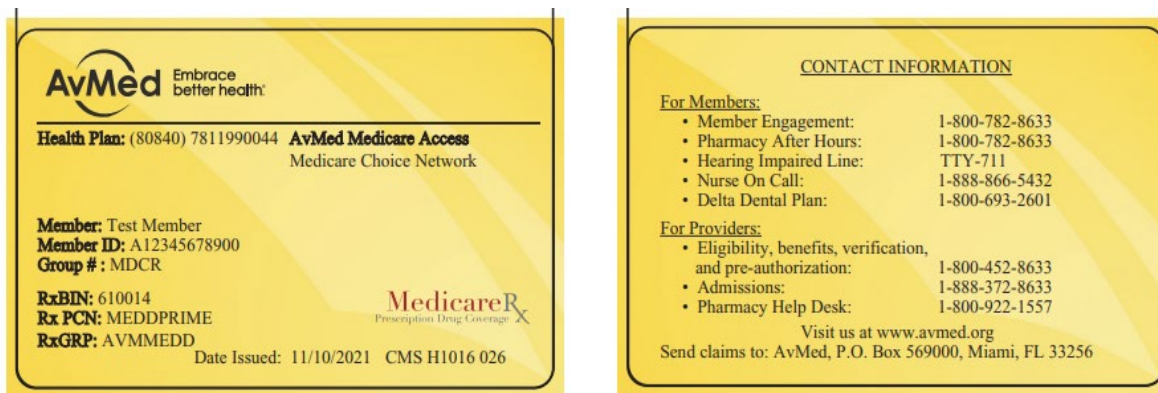 AvMed Embrace
better health.
Health Plan: (80840) 7811990044 AvMed Medicare Access
Medicare Choice Network
Member: Test Member
Member ID: A12345678900
Group # : MDCR
RxBIN: 610014
Rx PCN: MEDDPRIME
RxGRP: AVMMEDD
MedicareRx
Prescription Drug Coverage
Date Issued: 11/10/2021 CMS H1016 026
CONTACT INFORMATION
For Members:
• Member Engagement: 1-800-782-8633
• Pharmacy After Hours: 1-800-782-8633
• Hearing Impaired Line: TTY-711
• Nurse On Call: 1-888-866-5432
• Delta Dental Plan: 1-800-693-2601
For Providers:
• Eligibility, benefits, verification,
and pre-authorization: 1-800-452-8633
• Admissions: 1-888-372-8633
• Pharmacy Help Desk: 1-800-922-1557
Visit us at www.avmed.org
Send claims to: AvMed, P.O. Box 569000, Miami, FL 33256